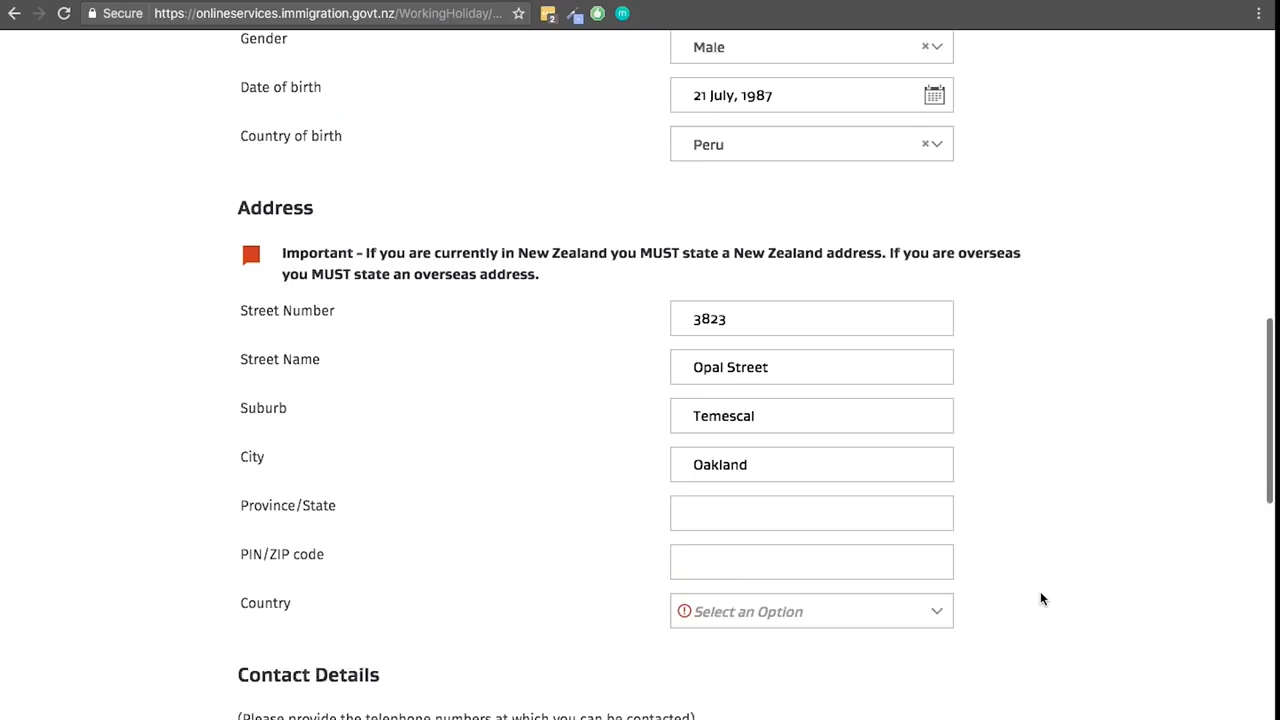 Secure
https://onlineservices.immigration.govt.nz/WorkingHoliday/...
2
m
Gender
Male
Date of birth
21 July, 1987
Country of birth
Peru
Address
Important – If you are currently in New Zealand you MUST state a New Zealand address. If you are overseas
you MUST state an overseas address.
Street Number
3823
Street Name
Opal Street
Suburb
Temescal
City
Oakland
Province/State
PIN/ZIP code
Country
Select an Option
Contact Details
(Please provide the telephone numbers at which you can be contacted)